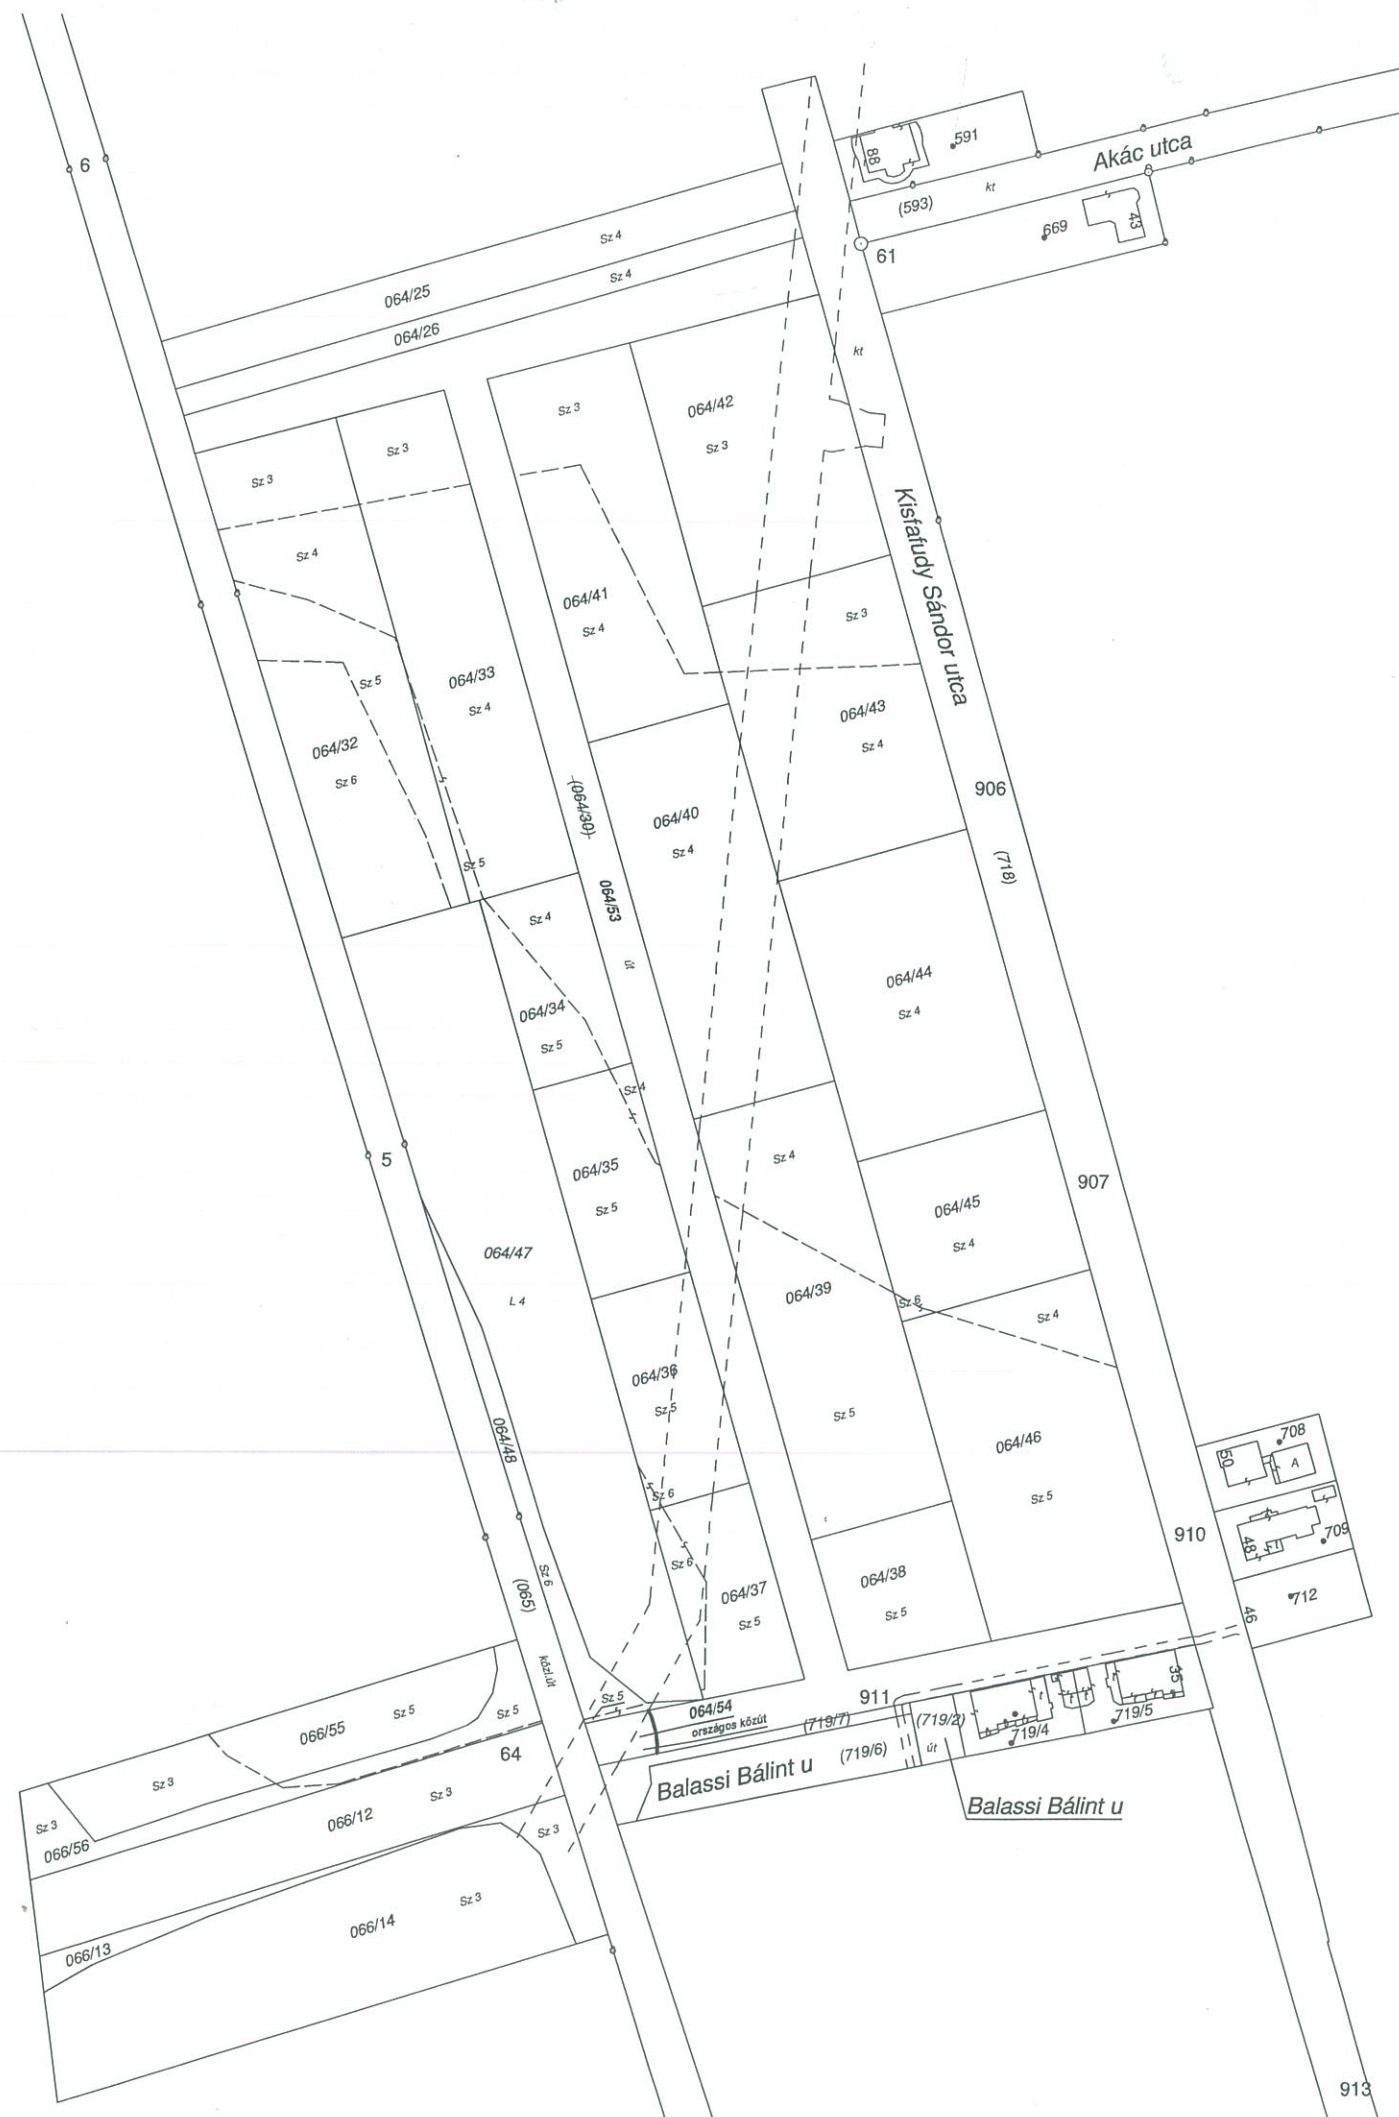 6
591
88
Akác utca
kt
(593)
43
669
61
Sz 4
Sz 4
064/25
064/26
kt
Sz 3
064/42
Sz 3
Sz 3
Sz 3
Kisfafudy Sándor utca
Sz 4
064/41
Sz 4
Sz 3
Sz 5
064/33
Sz 4
064/43
Sz 4
064/32
Sz 6
906
(064/30)
064/40
Sz 4
(718)
Sz 5
064/53
Sz 4
út
064/44
Sz 4
064/34
Sz 5
Sz 4
5
064/35
Sz 5
Sz 4
907
064/45
Sz 4
064/47
L 4
064/39
Sz 6
Sz 4
064/36
Sz 5
Sz 5
064/46
708
50
A
064/48
Sz 6
Sz 5
910
48
709
Sz 6
Sz 6
(065)
064/37
Sz 5
064/38
Sz 5
712
46
közl.út
35
911
Sz 5
064/54
országos közút
(719/7)
t
t
t
t
719/5
(719/2)
719/4
066/55
Sz 5
Sz 5
64
(719/6)
út
Balassi Bálint u
Balassi Bálint u
Sz 3
Sz 3
066/12
Sz 3
066/56
Sz 3
Sz 3
066/14
066/13
913